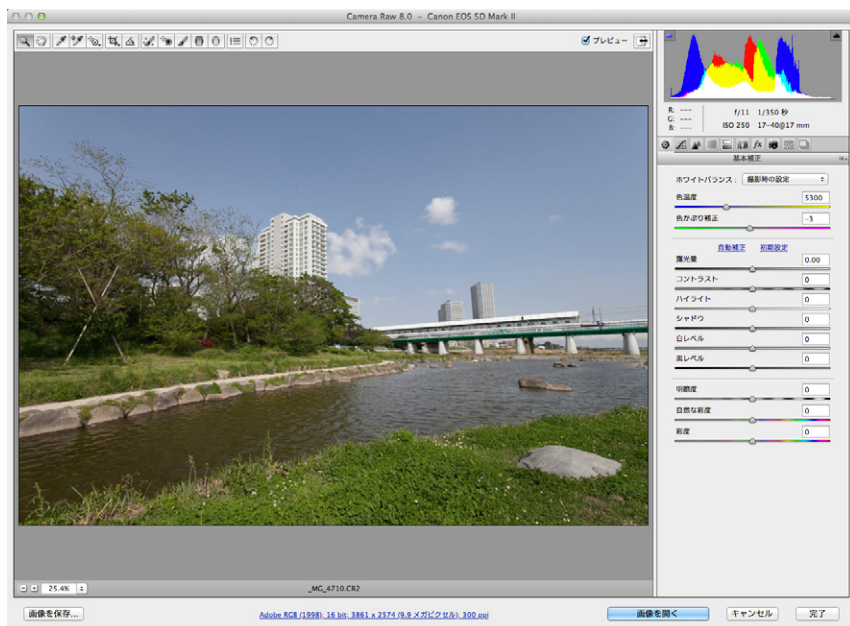 Camera Raw 8.0 – Canon EOS 5D Mark II
プレビュー
R: ---
G: ---
B: ---
f/11 1/350 秒
ISO 250 17-40@17 mm
fx
基本補正
ホワイトバランス: 撮影時の設定
色温度 5300
色かぶり補正 -3
自動補正 初期設定
露光量 0.00
コントラスト 0
ハイライト 0
シャドウ 0
白レベル 0
黒レベル 0
明瞭度 0
自然な彩度 0
彩度 0
25.4%
_MG_4710.CR2
画像を保存...
Adobe RGB (1998); 16 bit; 3861 x 2574 (9.9 メガピクセル); 300 ppi
画像を開く
キャンセル
完了